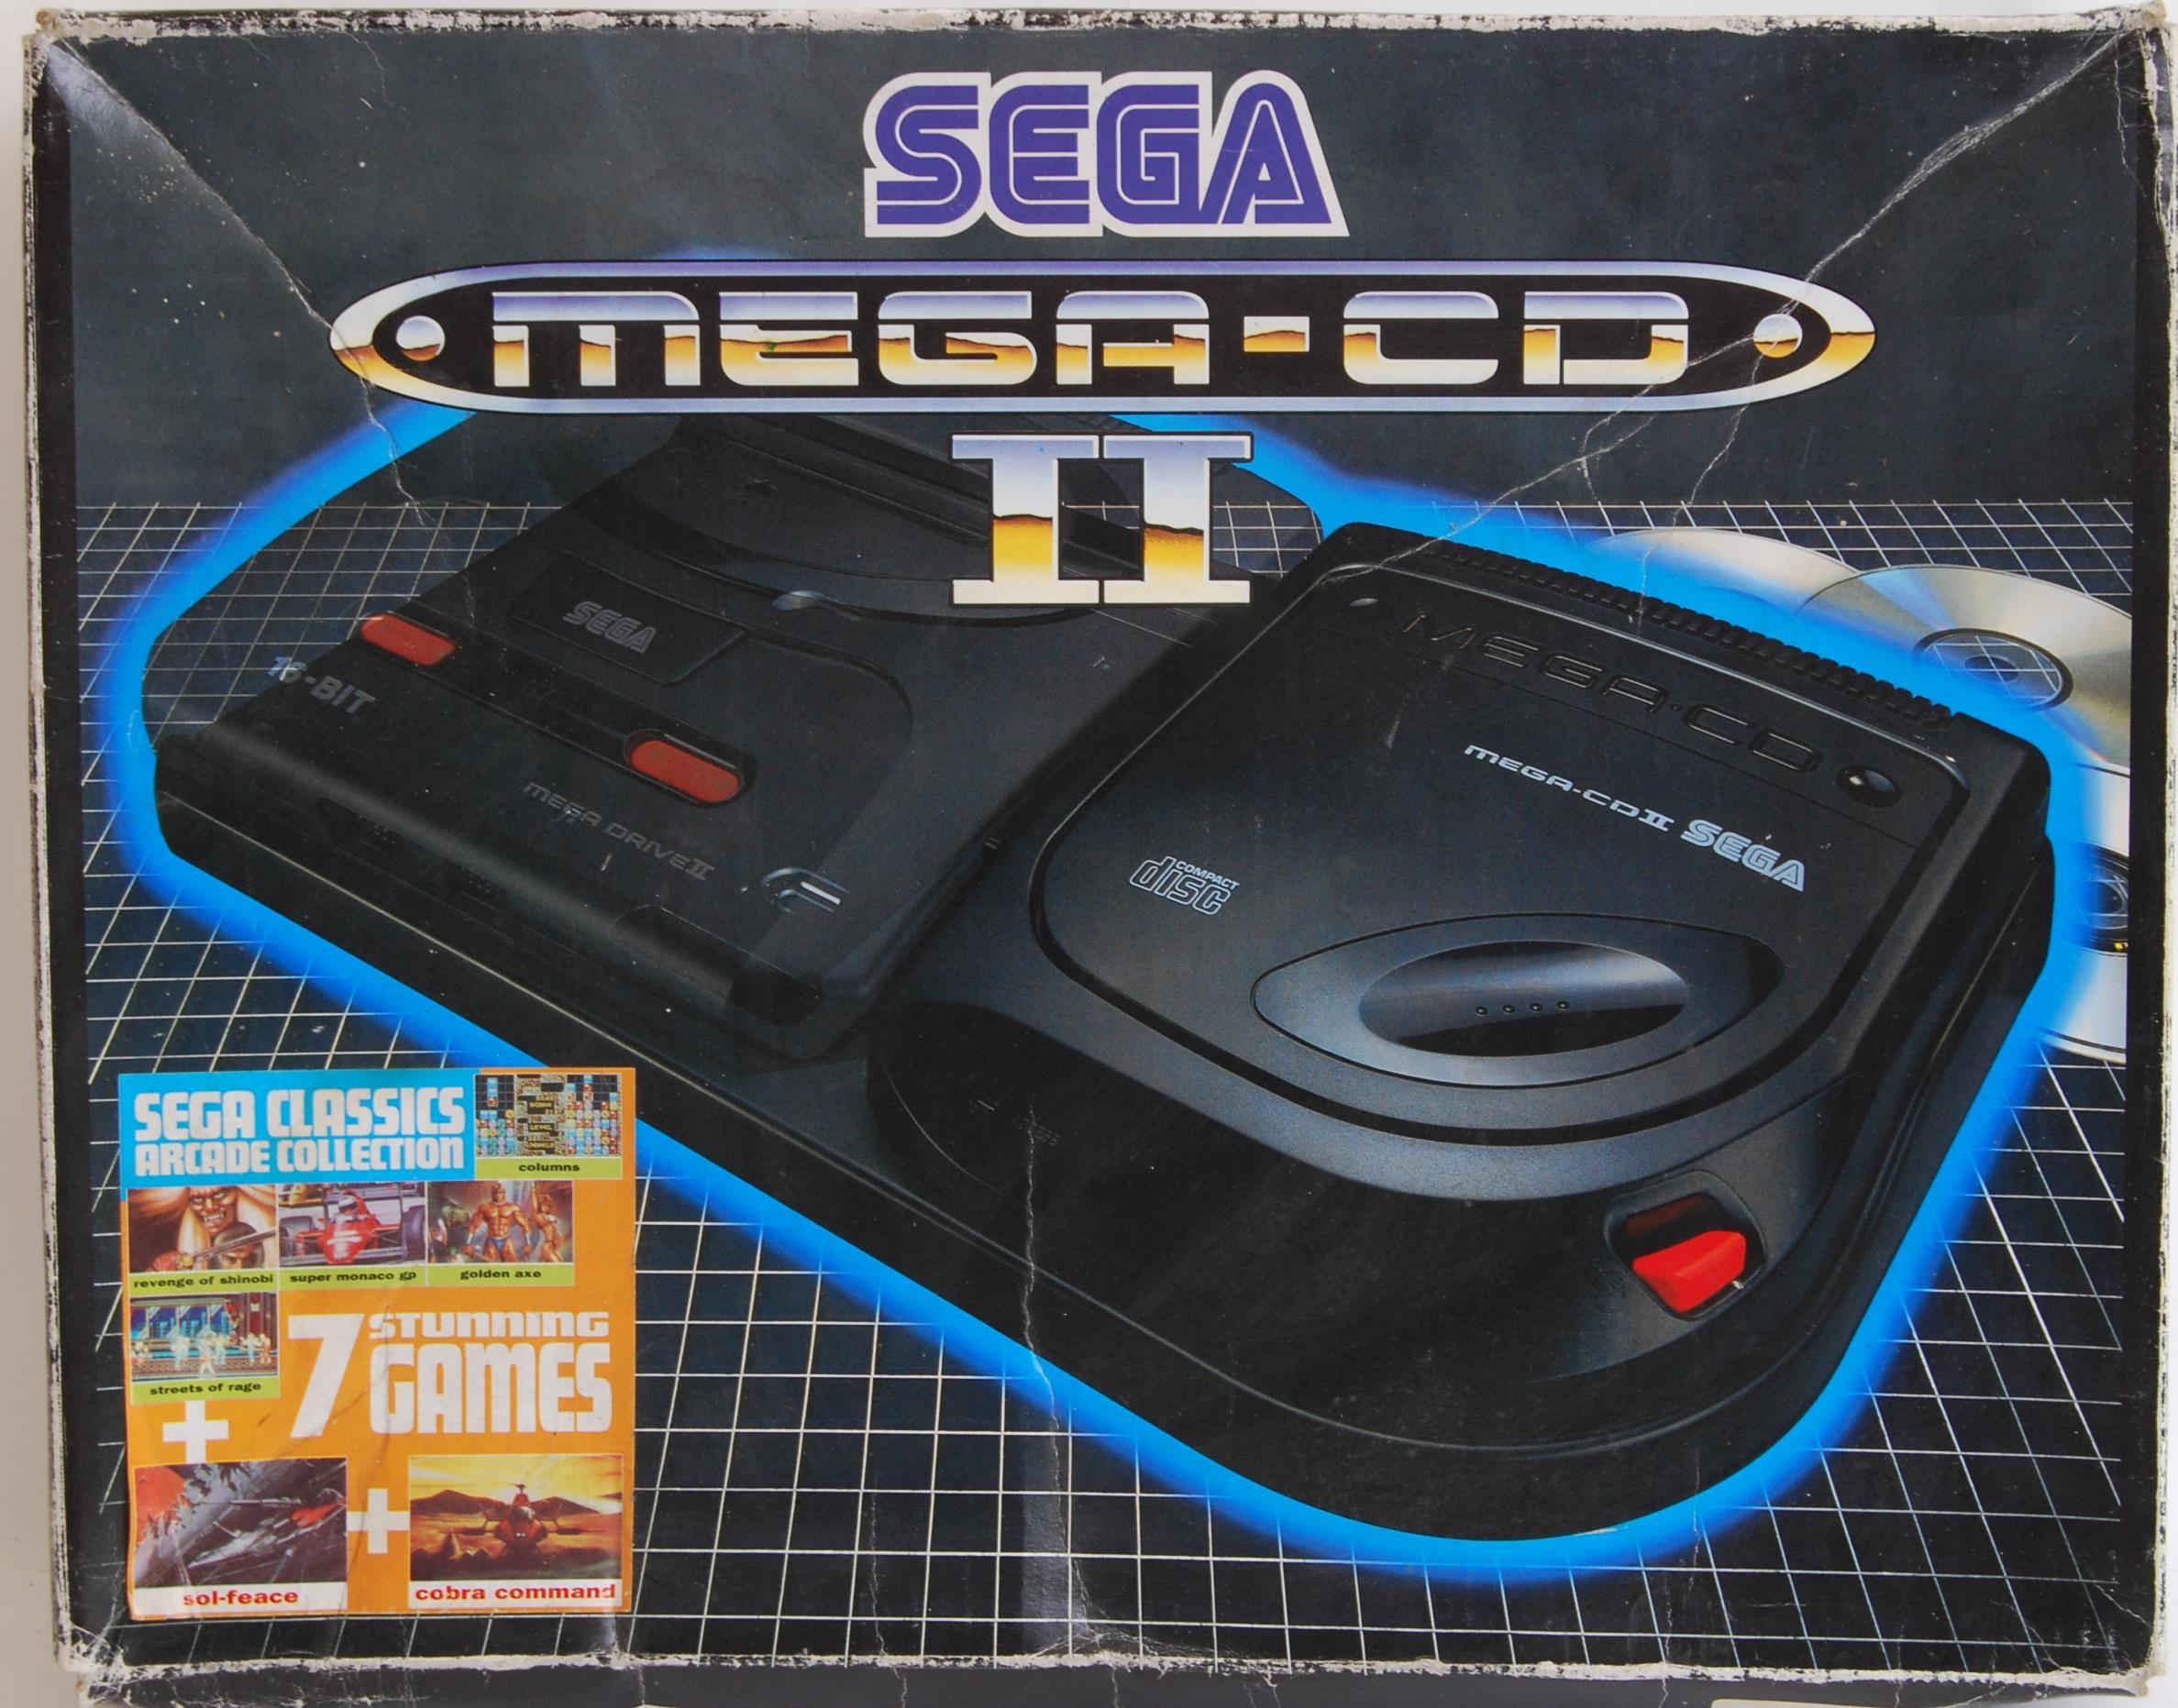 SEGA
MEGA-CD
II
SEGA
16-BIT
MEGA DRIVE II
MEGA-CD
MEGA-CD II SEGA
COMPACT
disc
SEGA CLASSICS
ARCADE COLLECTION
columns
revenge of shinobi
super monaco gp
golden axe
streets of rage
7 STUNNING
GAMES
+
+
sol-feace
cobra command